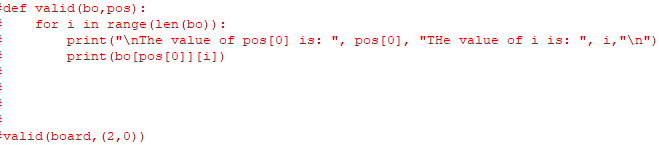 #def valid(bo,pos):
#    for i in range(len(bo)):
#        print("\nThe value of pos[0] is: ", pos[0], "THe value of i is: ", i,"\n")
#        print(bo[pos[0]][i])
#
#
#
#
#valid(board,(2,0))